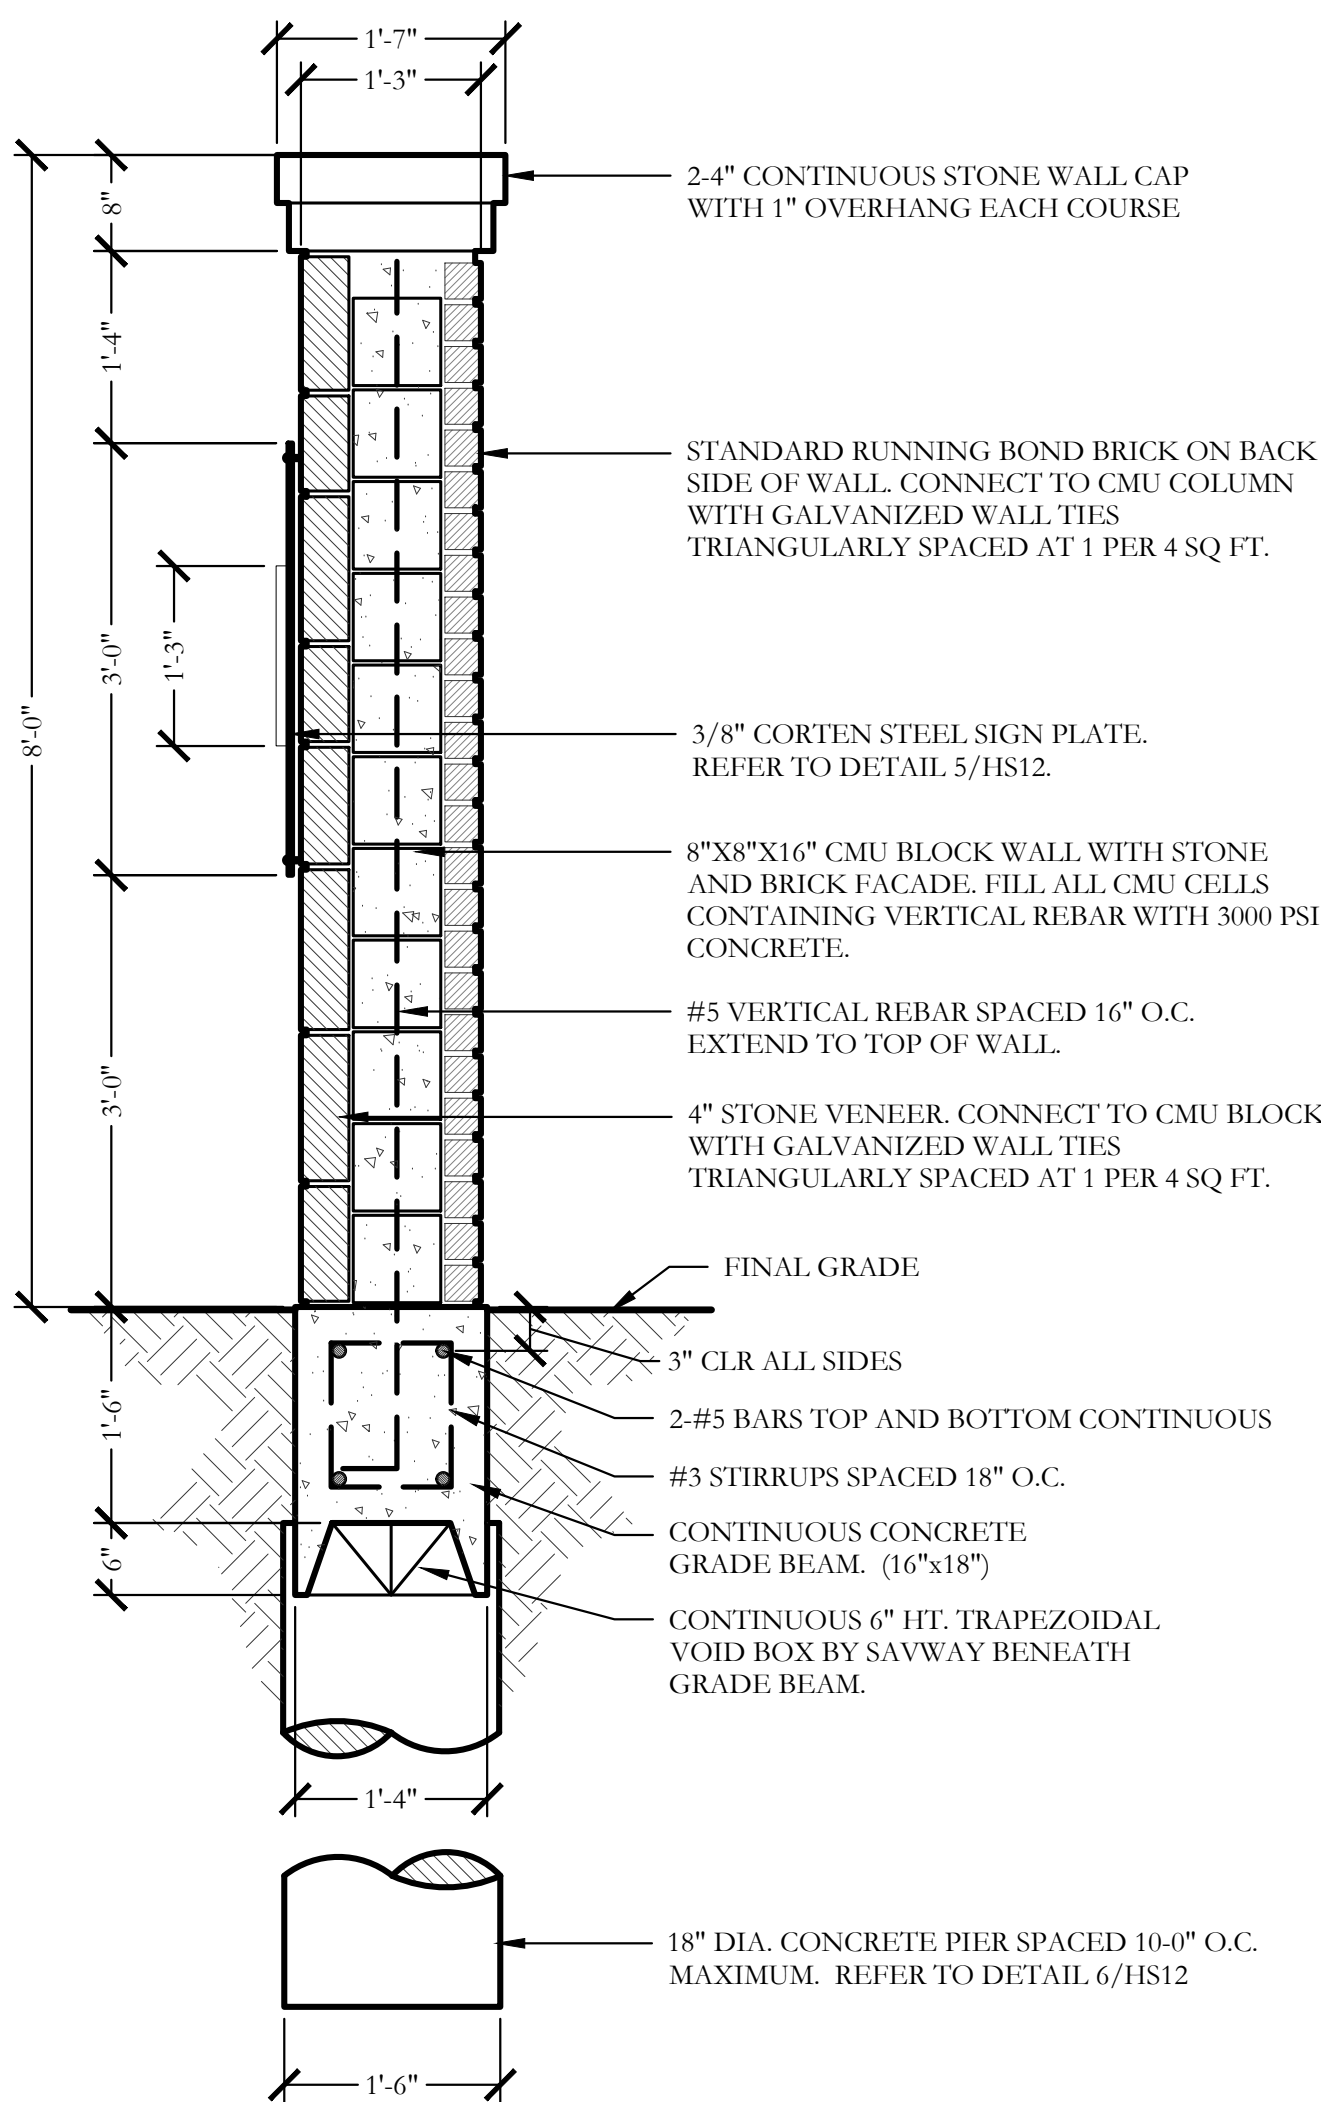 1'-7"
1'-3"
2-4" CONTINUOUS STONE WALL CAP
WITH 1" OVERHANG EACH COURSE
8"
1'-4"
STANDARD RUNNING BOND BRICK ON BACK
SIDE OF WALL. CONNECT TO CMU COLUMN
WITH GALVANIZED WALL TIES
TRIANGULARLY SPACED AT 1 PER 4 SQ FT.
3'-0"
1'-3"
8'-0"
3/8" CORTEN STEEL SIGN PLATE.
REFER TO DETAIL 5/HS12.
8"X8"X16" CMU BLOCK WALL WITH STONE
AND BRICK FACADE. FILL ALL CMU CELLS
CONTAINING VERTICAL REBAR WITH 3000 PSI
CONCRETE.
#5 VERTICAL REBAR SPACED 16" O.C.
EXTEND TO TOP OF WALL.
3'-0"
4" STONE VENEER. CONNECT TO CMU BLOCK
WITH GALVANIZED WALL TIES
TRIANGULARLY SPACED AT 1 PER 4 SQ FT.
FINAL GRADE
3" CLR ALL SIDES
1'-6"
2-#5 BARS TOP AND BOTTOM CONTINUOUS
#3 STIRRUPS SPACED 18" O.C.
CONTINUOUS CONCRETE
GRADE BEAM. (16"x18")
6"
CONTINUOUS 6" HT. TRAPEZOIDAL
VOID BOX BY SAVWAY BENEATH
GRADE BEAM.
1'-4"
18" DIA. CONCRETE PIER SPACED 10-0" O.C.
MAXIMUM. REFER TO DETAIL 6/HS12
1'-6"